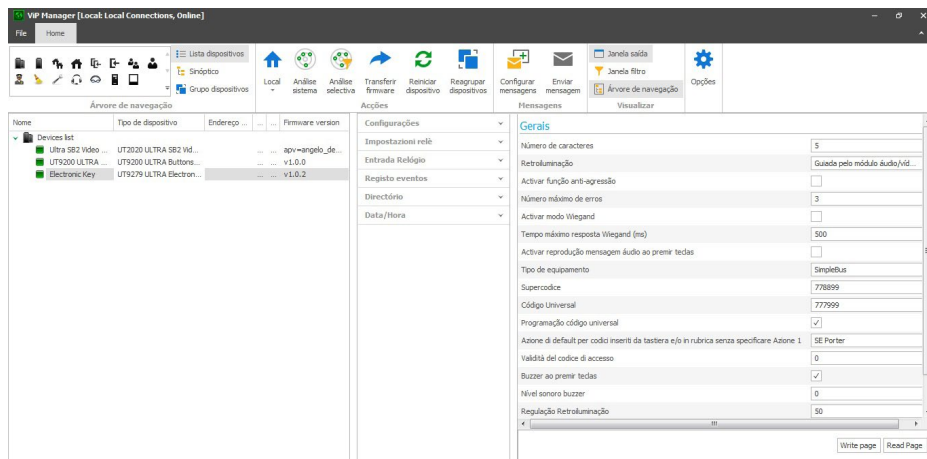 ViP Manager [Local: Local Connections, Online]
File Home
Lista dispositivos
Sinóptico
Grupo dispositivos
Árvore de navegação
Local
Análise sistema
Análise selectiva
Transferir firmware
Reiniciar dispositivo
Reagrupar dispositivos
Acções
Configurar mensagens
Enviar mensagem
Mensagens
Janela saída
Janela filtro
Árvore de navegação
Visualizar
Opções
Nome Tipo de dispositivo Endereço ... ... ... Firmware version
Devices list
Ultra SB2 Video ... UT2020 ULTRA SB2 Vid... ... ... apv=angelo_de...
UT9200 ULTRA ... UT9200 ULTRA Buttons... ... ... v1.0.0
Electronic Key UT9279 ULTRA Electron... ... ... v1.0.2
Configurações
Impostazioni relè
Entrada Relógio
Registo eventos
Directório
Data/Hora
Gerais
Número de caracteres 5
Retroiluminação Guiada pelo módulo áudio/víd...
Activar função anti-agressão
Número máximo de erros 3
Activar modo Wiegand
Tempo máximo resposta Wiegand (ms) 500
Activar reprodução mensagem áudio ao premir teclas
Tipo de equipamento SimpleBus
Supercodice 778899
Código Universal 777999
Programação código universal
Azione di default per codici inseriti da tastiera e/o in rubrica senza specificare Azione 1 SE Porter
Validità del codice di accesso 0
Buzzer ao premir teclas
Nível sonoro buzzer 0
Regulação Retroiluminação 50
Write page Read Page